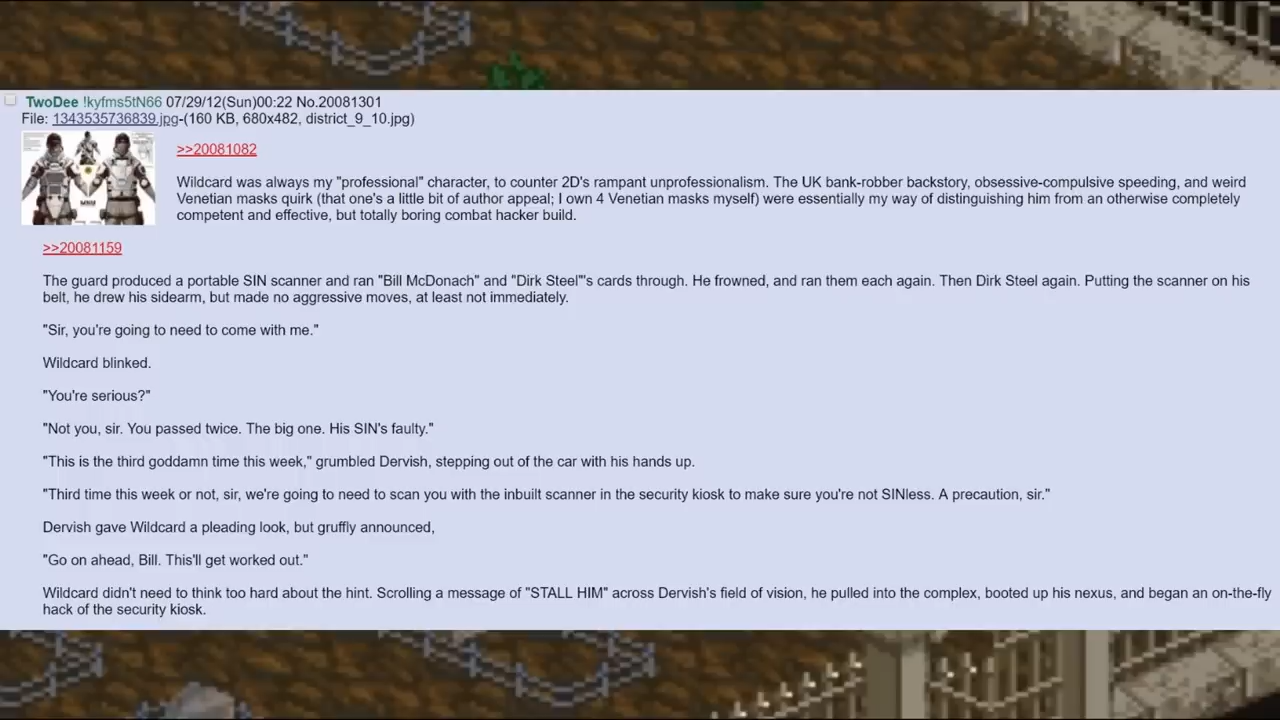 TwoDee !kyfms5tN66 07/29/12(Sun)00:22 No.20081301
File: 1343535736839.jpg-(160 KB, 680x482, district_9_10.jpg)
>>20081082
Wildcard was always my "professional" character, to counter 2D's rampant unprofessionalism. The UK bank-robber backstory, obsessive-compulsive speeding, and weird
Venetian masks quirk (that one's a little bit of author appeal; I own 4 Venetian masks myself) were essentially my way of distinguishing him from an otherwise completely
competent and effective, but totally boring combat hacker build.
>>20081159
The guard produced a portable SIN scanner and ran "Bill McDonach" and "Dirk Steel"'s cards through. He frowned, and ran them each again. Then Dirk Steel again. Putting the scanner on his
belt, he drew his sidearm, but made no aggressive moves, at least not immediately.
"Sir, you're going to need to come with me."
Wildcard blinked.
"You're serious?"
"Not you, sir. You passed twice. The big one. His SIN's faulty."
"This is the third goddamn time this week," grumbled Dervish, stepping out of the car with his hands up.
"Third time this week or not, sir, we're going to need to scan you with the inbuilt scanner in the security kiosk to make sure you're not SINless. A precaution, sir."
Dervish gave Wildcard a pleading look, but gruffly announced,
"Go on ahead, Bill. This'll get worked out."
Wildcard didn't need to think too hard about the hint. Scrolling a message of "STALL HIM" across Dervish's field of vision, he pulled into the complex, booted up his nexus, and began an on-the-fly
hack of the security kiosk.